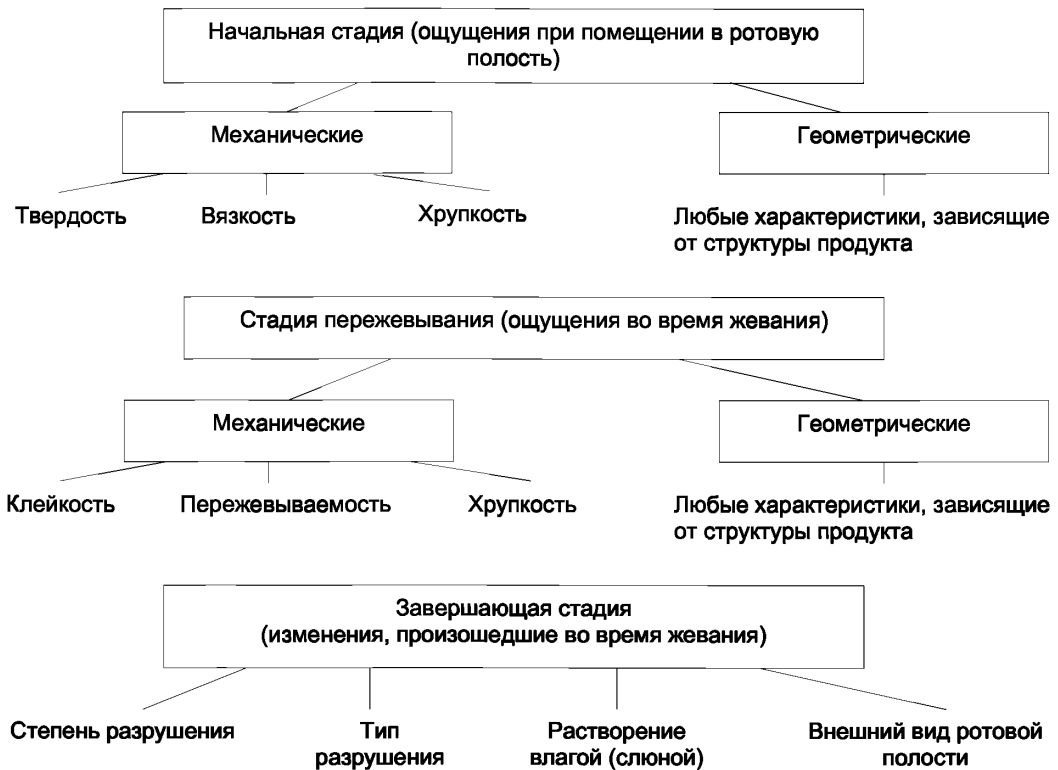 Начальная стадия (ощущения при помещении в ротовую
полость)
Механические
Геометрические
Твердость
Вязкость
Хрупкость
Любые характеристики, зависящие
от структуры продукта
Стадия пережевывания (ощущения во время жевания)
Механические
Геометрические
Клейкость
Пережевываемость
Хрупкость
Любые характеристики, зависящие
от структуры продукта
Завершающая стадия
(изменения, произошедшие во время жевания)
Степень разрушения
Тип
разрушения
Растворение
влагой (слюной)
Внешний вид ротовой
полости